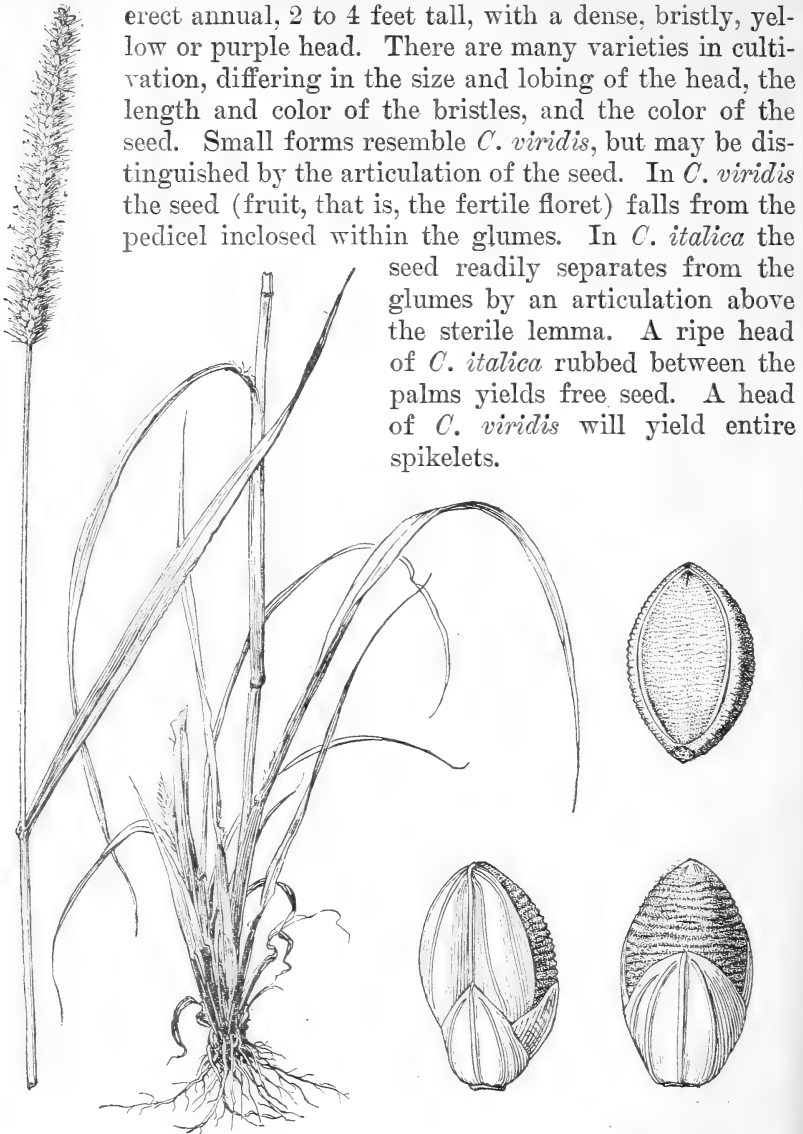 erect annual, 2 to 4 feet tall, with a dense, bristly, yel-
low or purple head. There are many varieties in culti-
vation, differing in the size and lobing of the head, the
length and color of the bristles, and the color of the
seed. Small forms resemble C. viridis, but may be dis-
tinguished by the articulation of the seed. In C. viridis
the seed (fruit, that is, the fertile floret) falls from the
pedicel inclosed within the glumes. In C. italica the
seed readily separates from the
glumes by an articulation above
the sterile lemma. A ripe head
of C. italica rubbed between the
palms yields free seed. A head
of C. viridis will yield entire
spikelets.